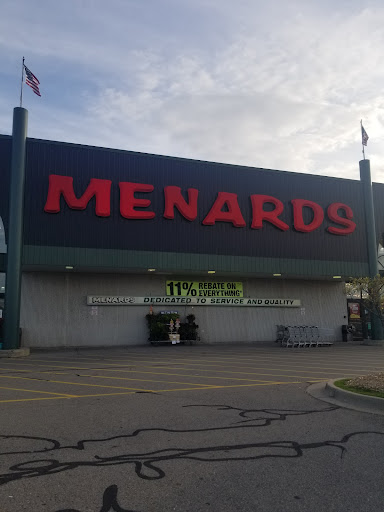 MENARDS
11% REBATE ON
EVERYTHING*
MENARDS DEDICATED TO SERVICE AND QUALITY